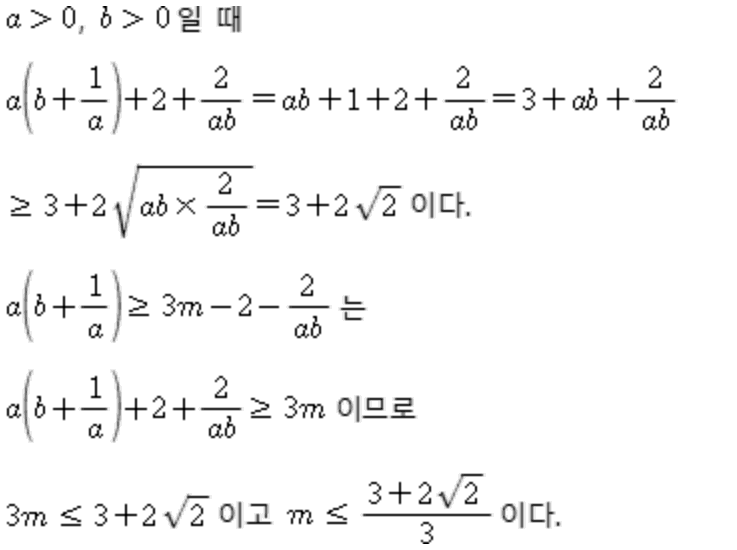 a > 0, b > 0일 때
a(b + 1/a) + 2 + 2/ab = ab + 1 + 2 + 2/ab = 3 + ab + 2/ab
≥ 3 + 2√(ab × 2/ab) = 3 + 2√2 이다.
a(b + 1/a) ≥ 3m − 2 − 2/ab 는
a(b + 1/a) + 2 + 2/ab ≥ 3m 이므로
3m ≤ 3 + 2√2 이고 m ≤ (3 + 2√2)/3 이다.